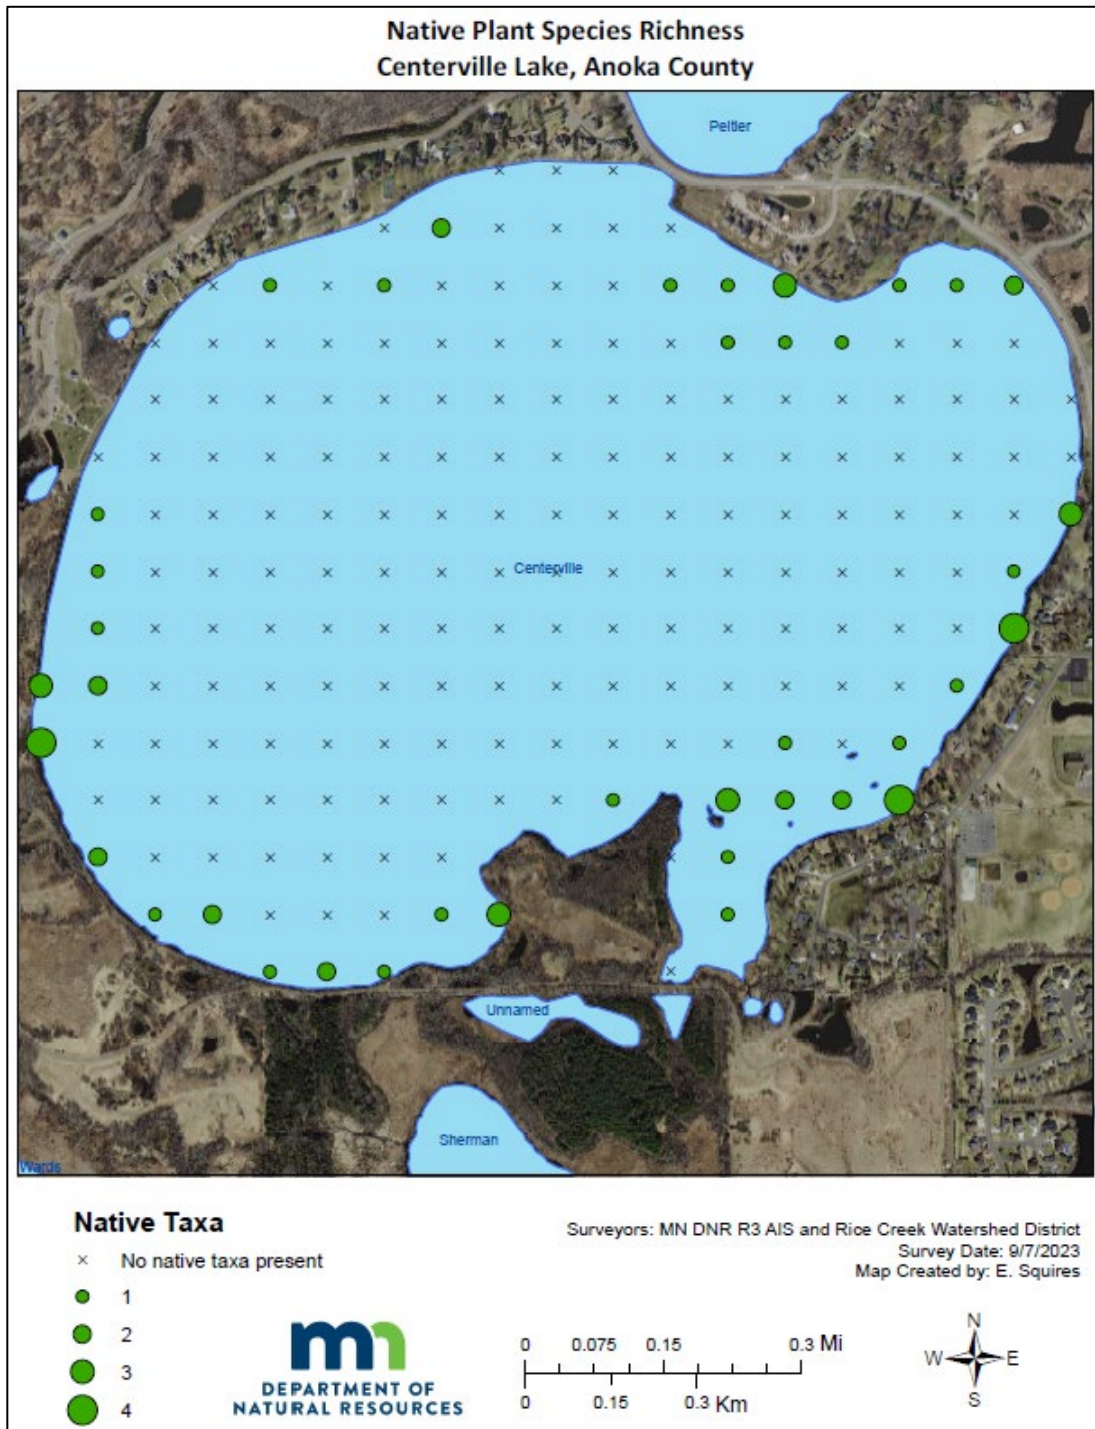 Native Plant Species Richness
Centerville Lake, Anoka County
Peltier
Centerville
Unnamed
Sherman
Wards
Native Taxa
No native taxa present
1
2
3
4
Surveyors: MN DNR R3 AIS and Rice Creek Watershed District
Survey Date: 9/7/2023
Map Created by: E. Squires
mn
DEPARTMENT OF
NATURAL RESOURCES
0 0.075 0.15 0.3 Mi
0 0.15 0.3 Km
N
W E
S